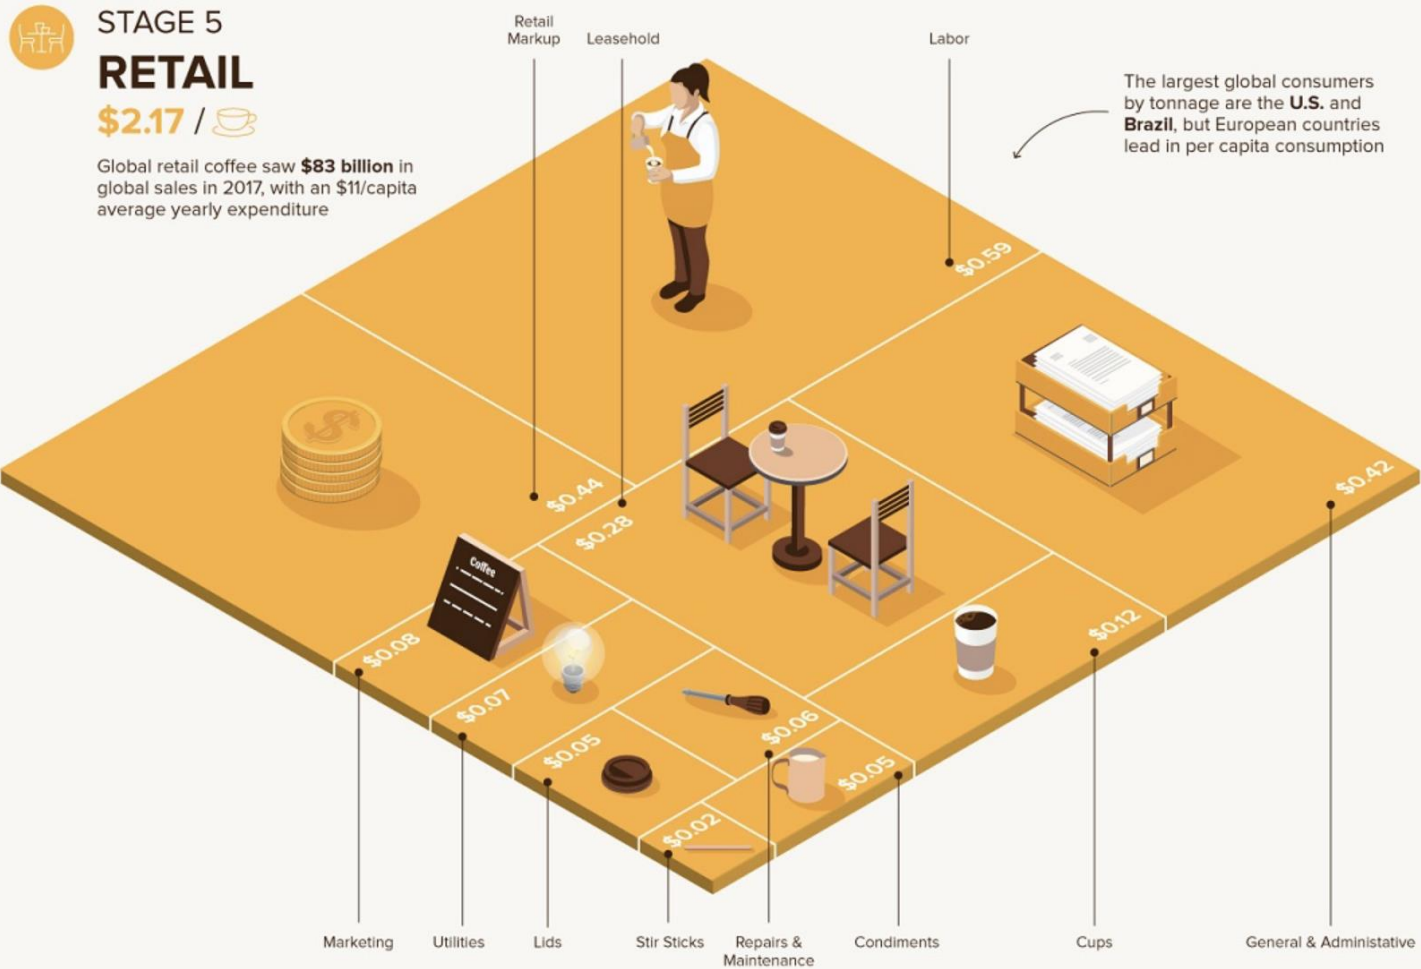 STAGE 5
RETAIL
$2.17 /
Global retail coffee saw $83 billion in
global sales in 2017, with an $11/capita
average yearly expenditure
Retail
Markup
Leasehold
Labor
The largest global consumers
by tonnage are the U.S. and
Brazil, but European countries
lead in per capita consumption
$0.59
$0.42
$0.44
$0.28
Coffee
$0.12
$0.08
$0.07
$0.06
$0.05
$0.05
$0.02
Marketing
Utilities
Lids
Stir Sticks
Repairs &
Maintenance
Condiments
Cups
General & Administative